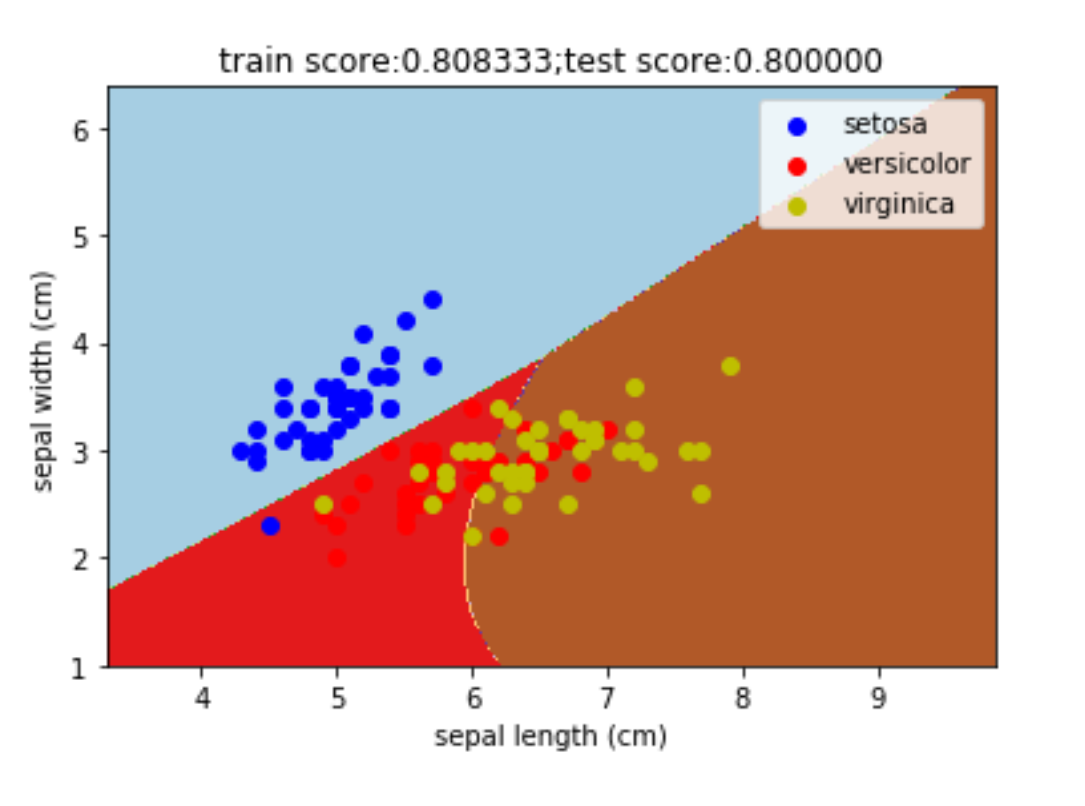 train score:0.808333;test score:0.800000
setosa
versicolor
virginica
6
5
4
3
2
1
sepal width (cm)
4 5 6 7 8 9
sepal length (cm)